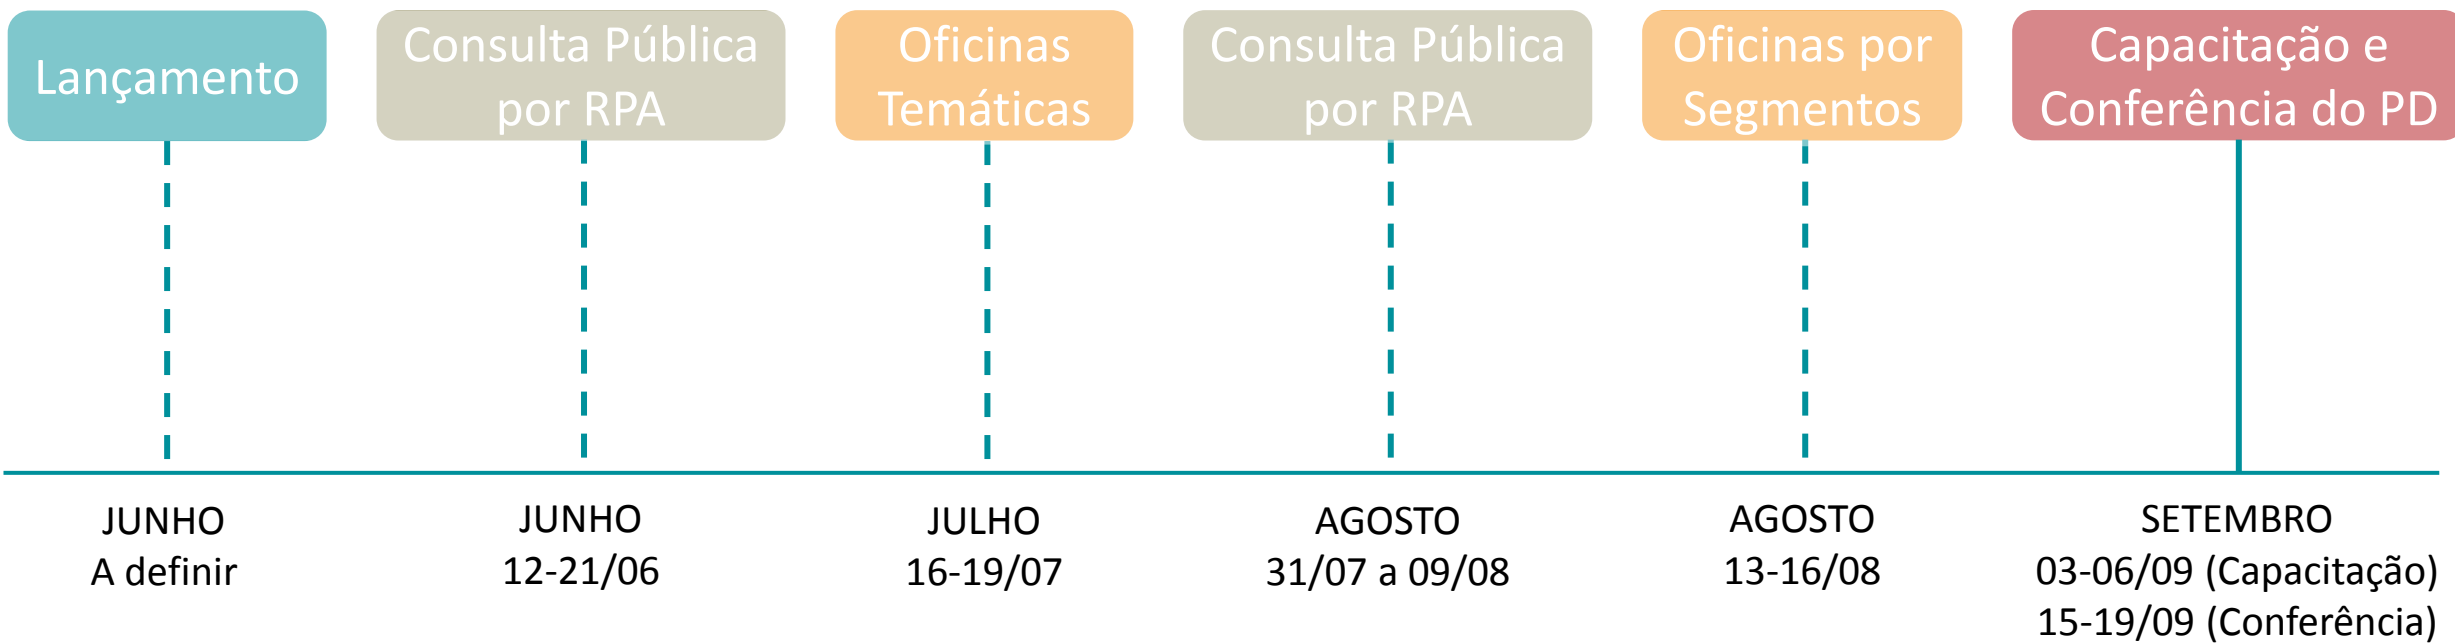 Lançamento
Consulta Pública
por RPA
Oficinas
Temáticas
Consulta Pública
por RPA
Oficinas por
Segmentos
Capacitação e
Conferência do PD
JUNHO
A definir
JUNHO
12-21/06
JULHO
16-19/07
AGOSTO
31/07 a 09/08
AGOSTO
13-16/08
SETEMBRO
03-06/09 (Capacitação)
15-19/09 (Conferência)